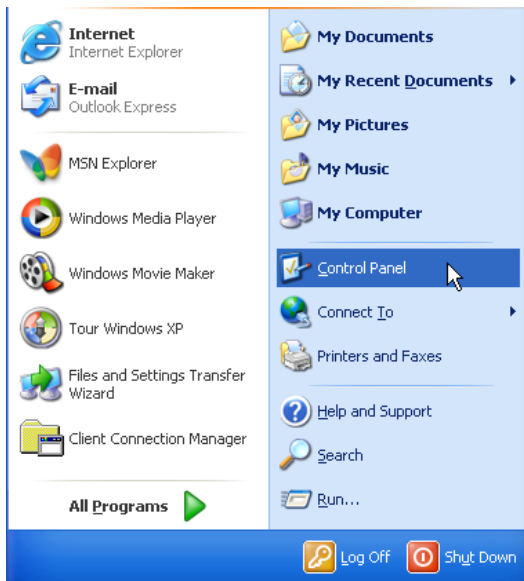 Internet
Internet Explorer
E-mail
Outlook Express
MSN Explorer
Windows Media Player
Windows Movie Maker
Tour Windows XP
Files and Settings Transfer
Wizard
Client Connection Manager
All Programs
My Documents
My Recent Documents
My Pictures
My Music
My Computer
Control Panel
Connect To
Printers and Faxes
Help and Support
Search
Run...
Log Off
Shut Down